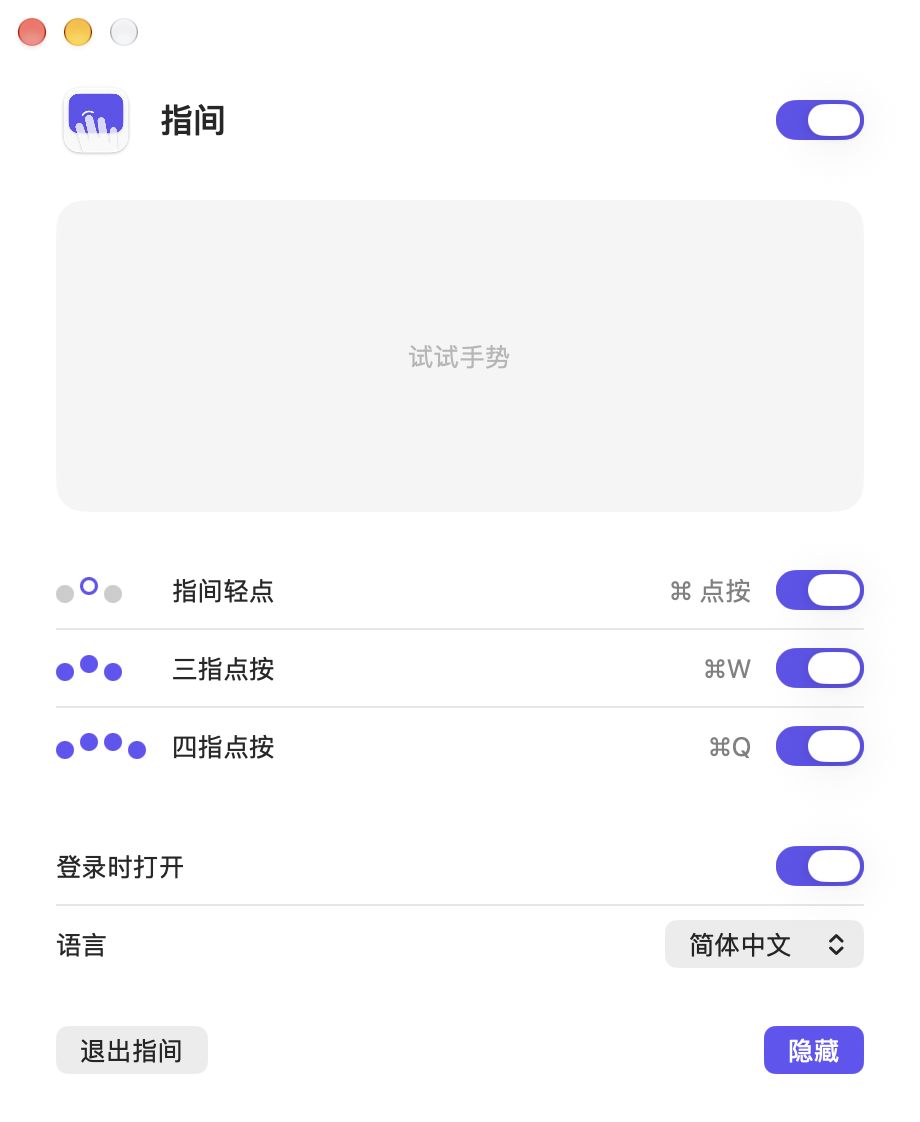 指间
试试手势
指间轻点 ⌘ 点按
三指点按 ⌘W
四指点按 ⌘Q
登录时打开
语言 简体中文
退出指间 隐藏